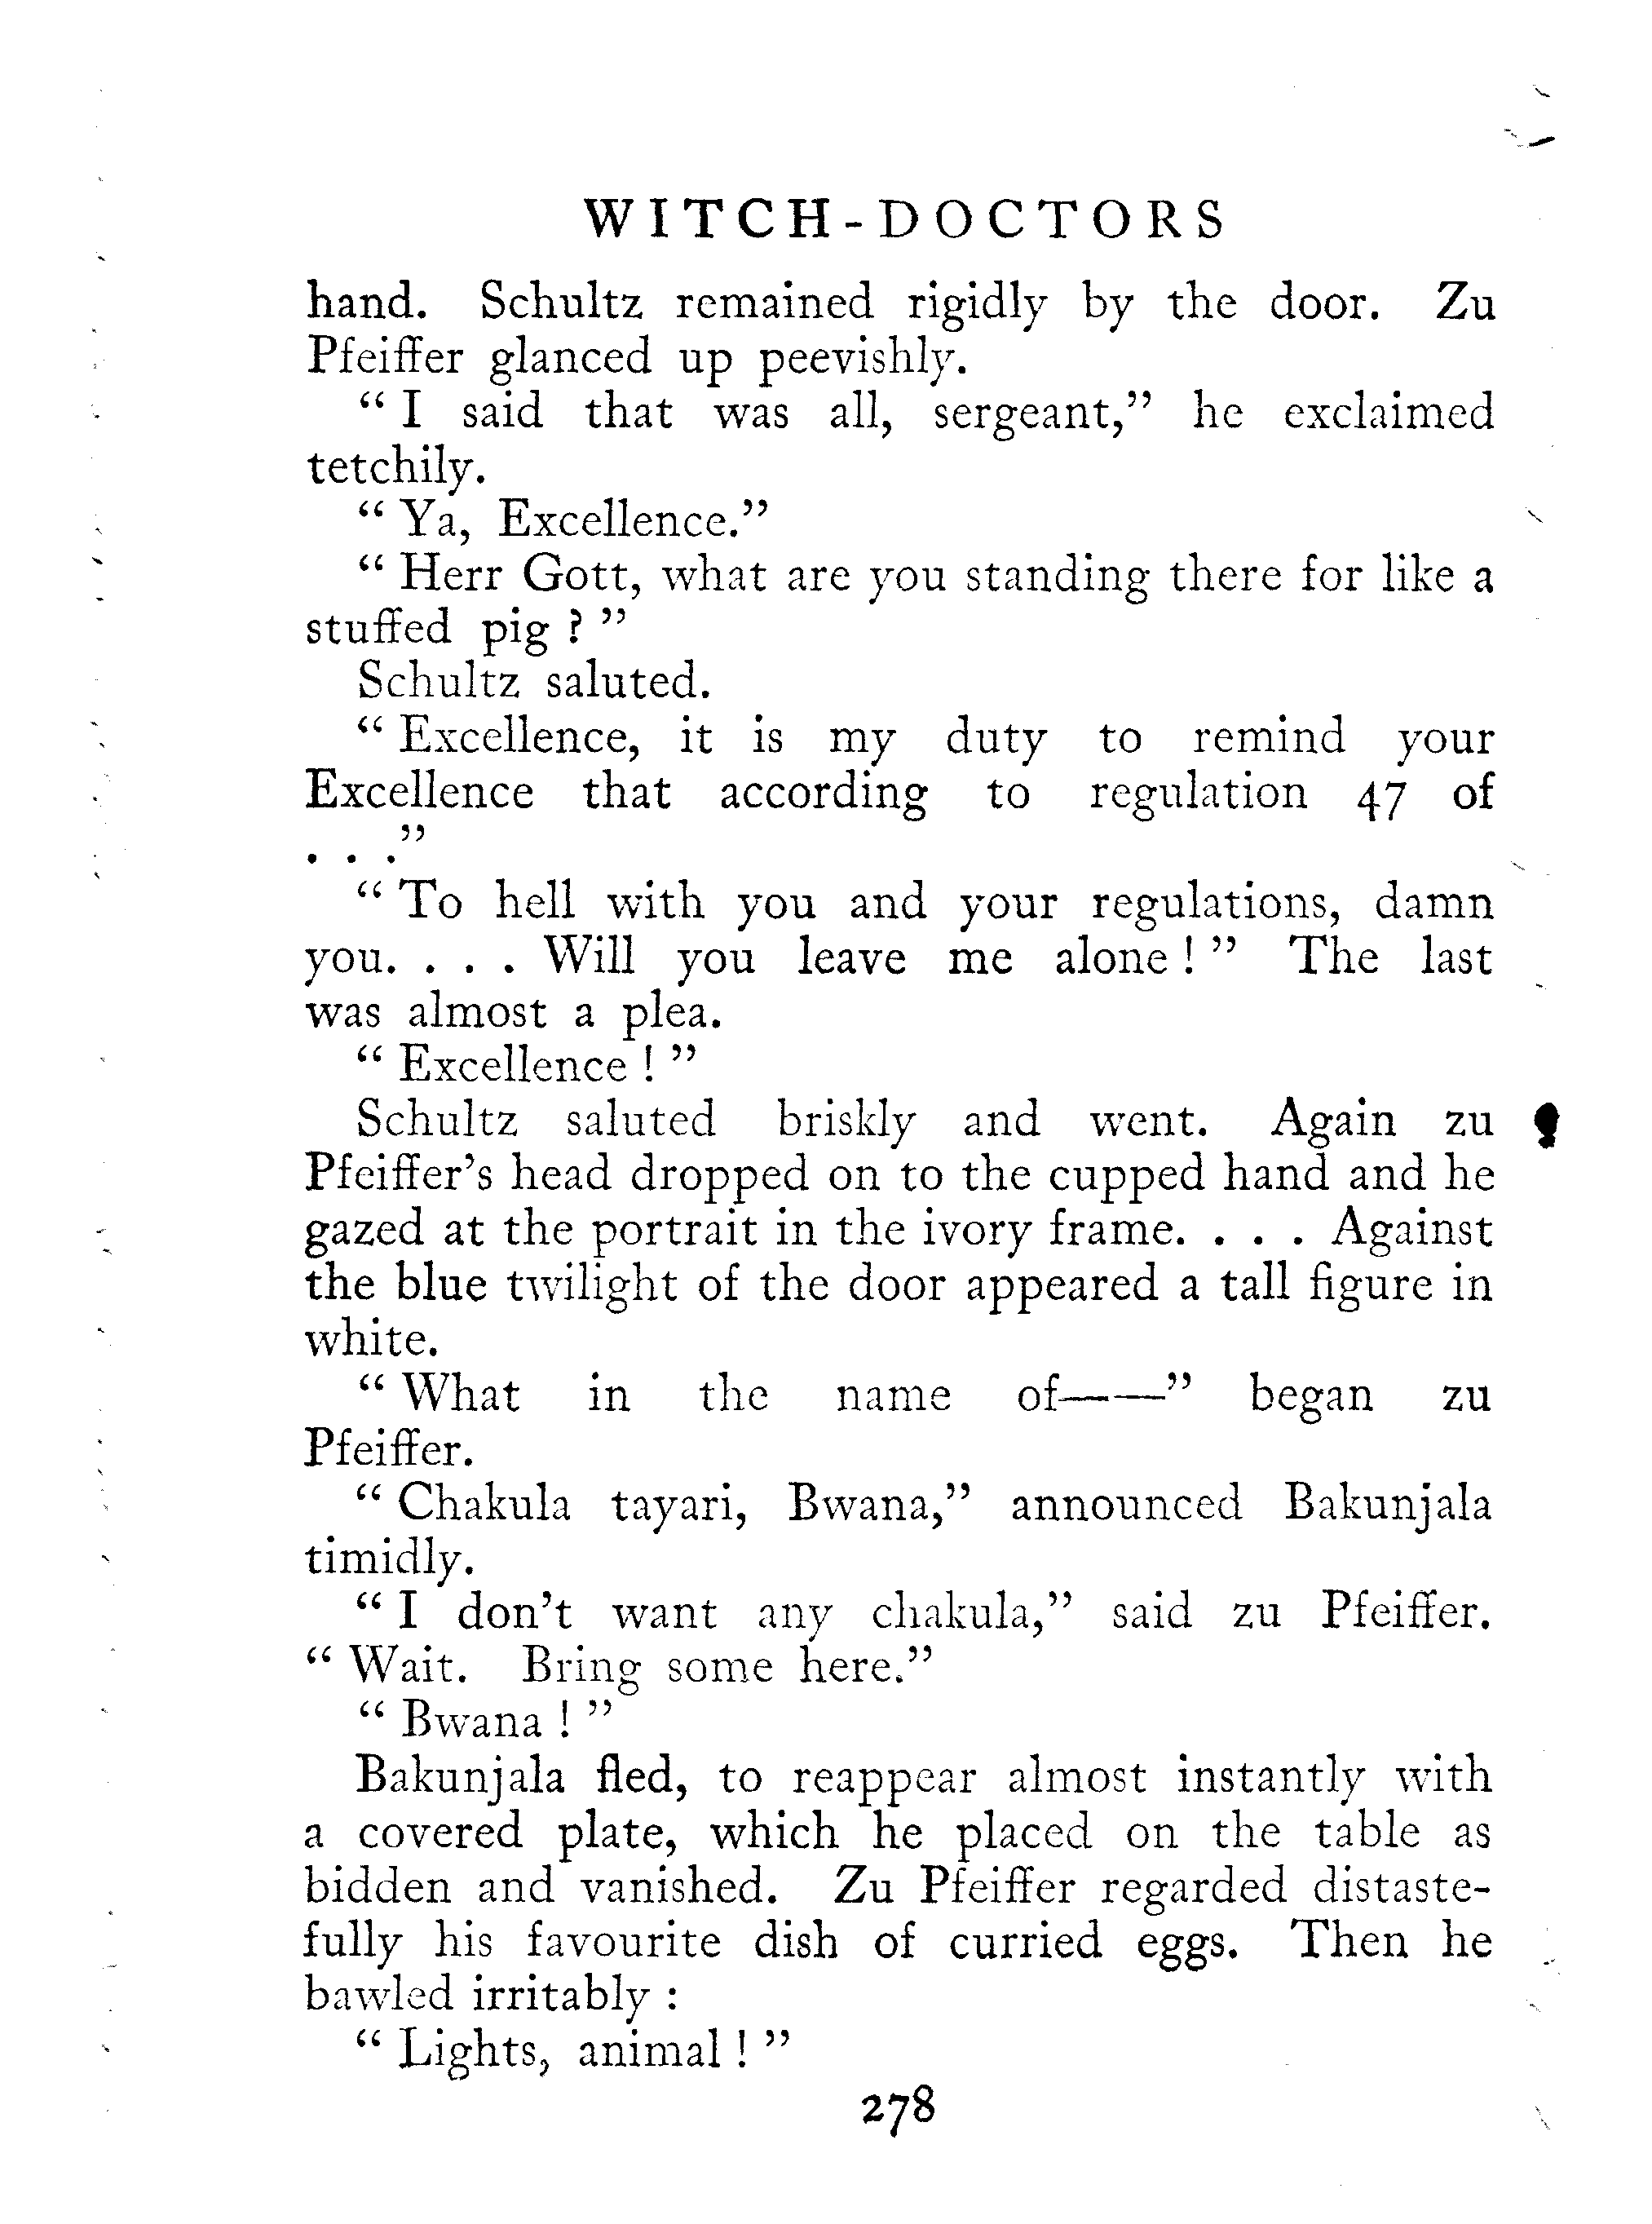 WITCH-DOCTORS
hand. Schultz remained rigidly by the door. Zu
Pfeiffer glanced up peevishly.
“ I said that was all, sergeant,” he exclaimed
tetchily.
“ Ya, Excellence.”
“ Herr Gott, what are you standing there for like a
stuffed pig ? ”
Schultz saluted.
“ Excellence, it is my duty to remind your
Excellence that according to regulation 47 of
. . .”
“ To hell with you and your regulations, damn
you. . . . Will you leave me alone ! ” The last
was almost a plea.
“ Excellence ! ”
Schultz saluted briskly and went. Again zu
Pfeiffer’s head dropped on to the cupped hand and he
gazed at the portrait in the ivory frame. . . . Against
the blue twilight of the door appeared a tall figure in
white.
“ What in the name of——” began zu
Pfeiffer.
“ Chakula tayari, Bwana,” announced Bakunjala
timidly.
“ I don’t want any chakula,” said zu Pfeiffer.
“ Wait. Bring some here.”
“ Bwana ! ”
Bakunjala fled, to reappear almost instantly with
a covered plate, which he placed on the table as
bidden and vanished. Zu Pfeiffer regarded distaste-
fully his favourite dish of curried eggs. Then he
bawled irritably :
“ Lights, animal ! ”
278